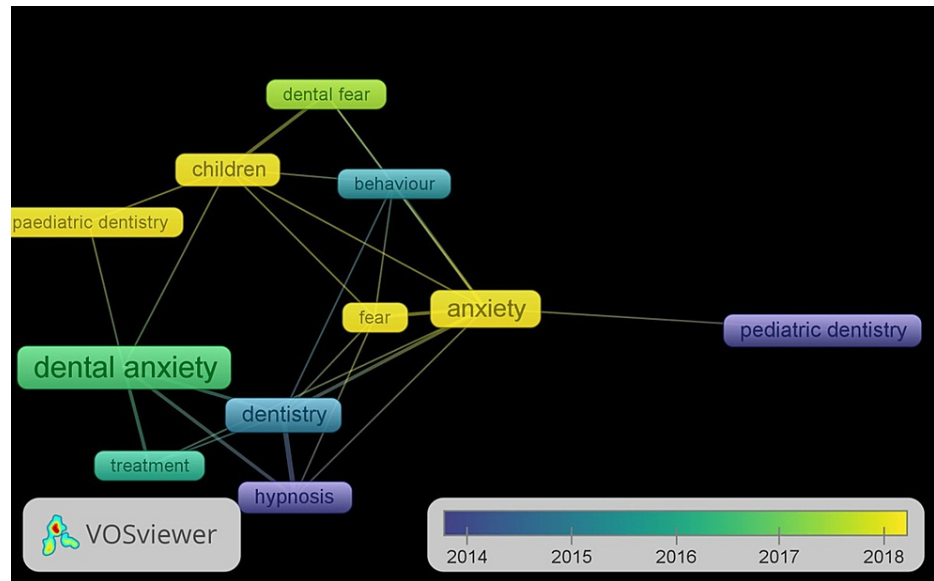 dental fear
children
behaviour
paediatric dentistry
fear
anxiety
pediatric dentistry
dental anxiety
dentistry
treatment
hypnosis
VOSviewer
2014 2015 2016 2017 2018